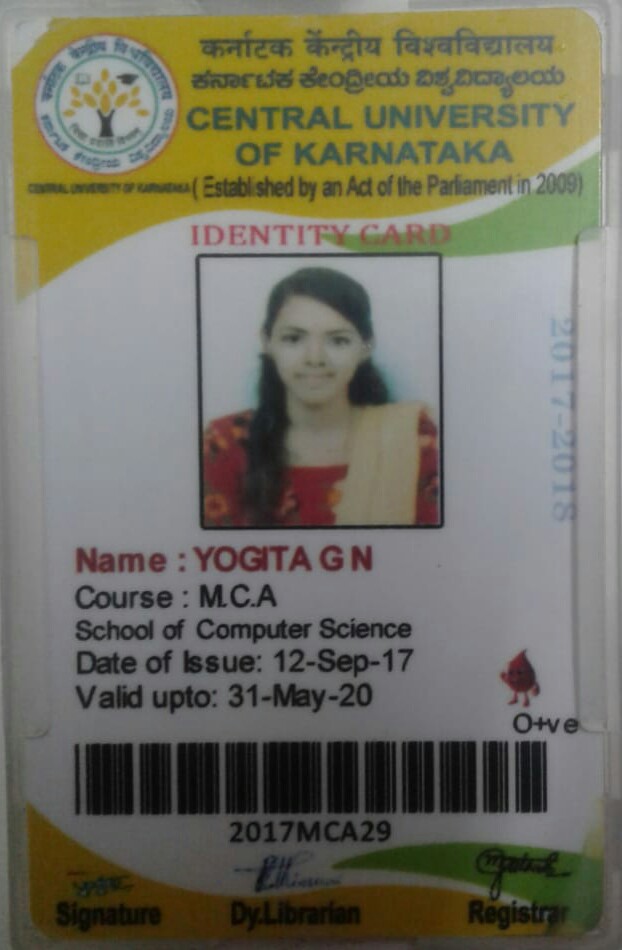 कर्नाटक केंन्द्रीय विश्वविद्यालय
ಕರ್ನಾಟಕ ಕೇಂದ್ರೀಯ ವಿಶ್ವವಿದ್ಯಾಲಯ
CENTRAL UNIVERSITY
OF KARNATAKA
CENTRAL UNIVERSITY OF KARNATAKA
( Established by an Act of the Parliament in 2009)
IDENTITY CARD
2017-2018
Name : YOGITA G N
Course : M.C.A
School of Computer Science
Date of Issue: 12-Sep-17
Valid upto: 31-May-20
O+ve
2017MCA29
Signature Dy.Librarian Registrar